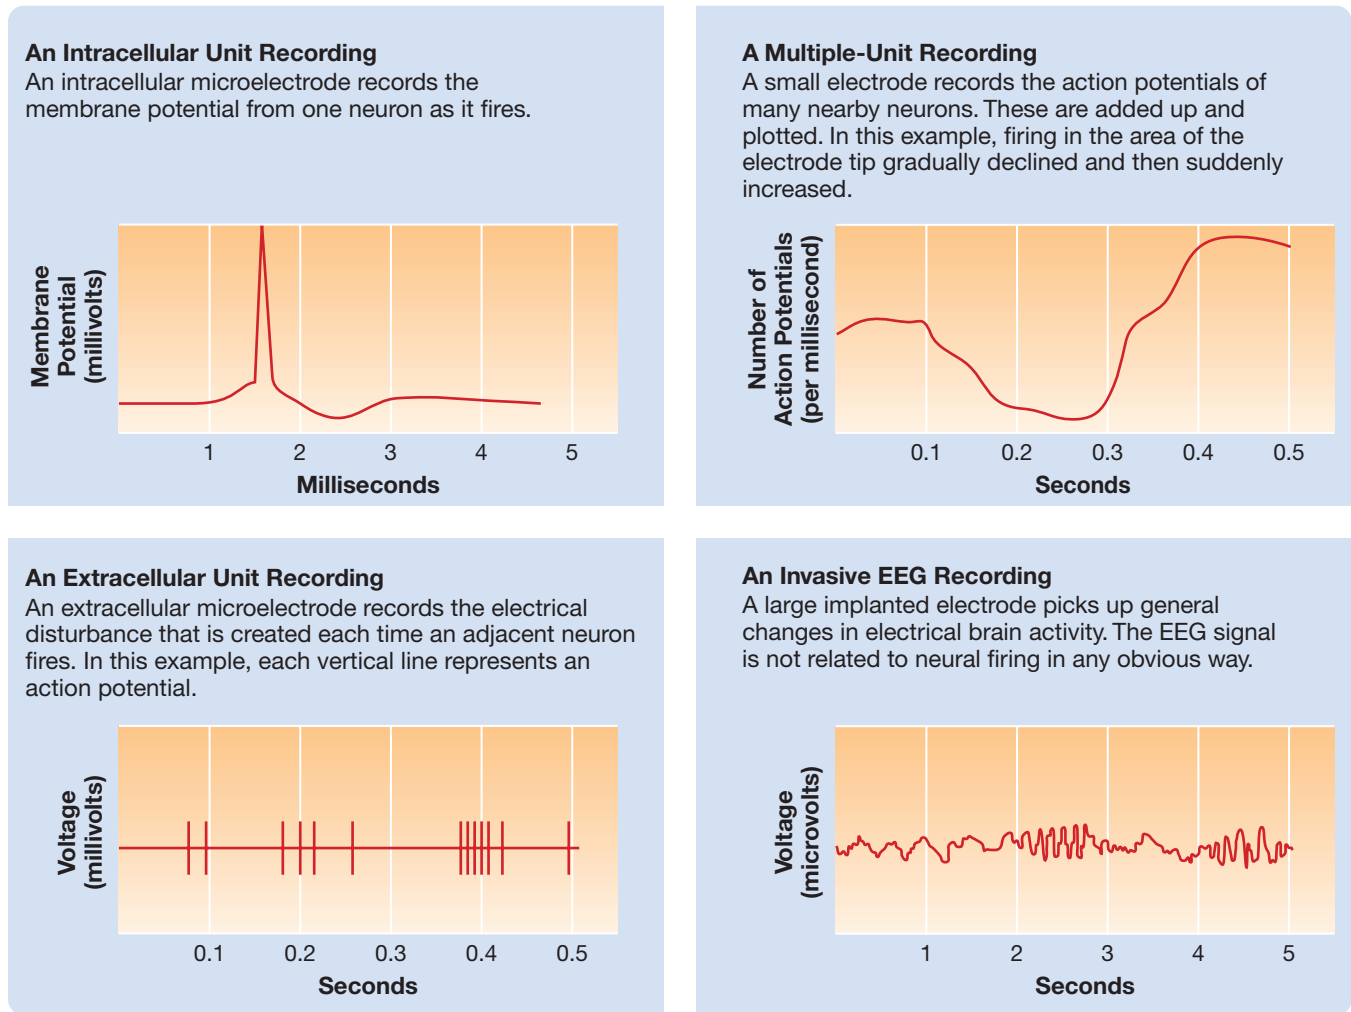 An Intracellular Unit Recording
An intracellular microelectrode records the
membrane potential from one neuron as it fires.
Membrane
Potential
(millivolts)
1 2 3 4 5
Milliseconds
A Multiple-Unit Recording
A small electrode records the action potentials of
many nearby neurons. These are added up and
plotted. In this example, firing in the area of the
electrode tip gradually declined and then suddenly
increased.
Number of
Action Potentials
(per millisecond)
0.1 0.2 0.3 0.4 0.5
Seconds
An Extracellular Unit Recording
An extracellular microelectrode records the electrical
disturbance that is created each time an adjacent neuron
fires. In this example, each vertical line represents an
action potential.
Voltage
(millivolts)
0.1 0.2 0.3 0.4 0.5
Seconds
An Invasive EEG Recording
A large implanted electrode picks up general
changes in electrical brain activity. The EEG signal
is not related to neural firing in any obvious way.
Voltage
(microvolts)
1 2 3 4 5
Seconds